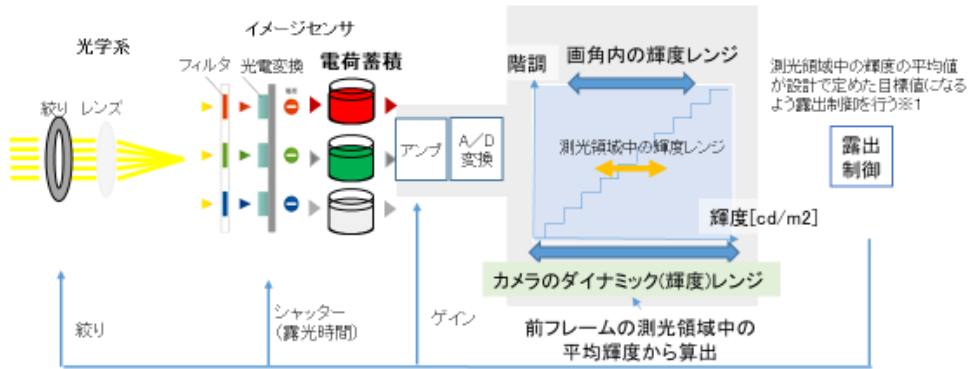 光学系
イメージセンサ
フィルタ
光電変換
電荷蓄積
絞り
レンズ
アンプ
A/D
変換
階調
画角内の輝度レンジ
測光領域中の輝度レンジ
輝度[cd/m2]
カメラのダイナミック(輝度)レンジ
前フレームの測光領域中の
平均輝度から算出
測光領域中の輝度の平均値
が設計で定めた目標値になる
よう露出制御を行う※1
露出
制御
絞り
シャッター
(露光時間)
ゲイン